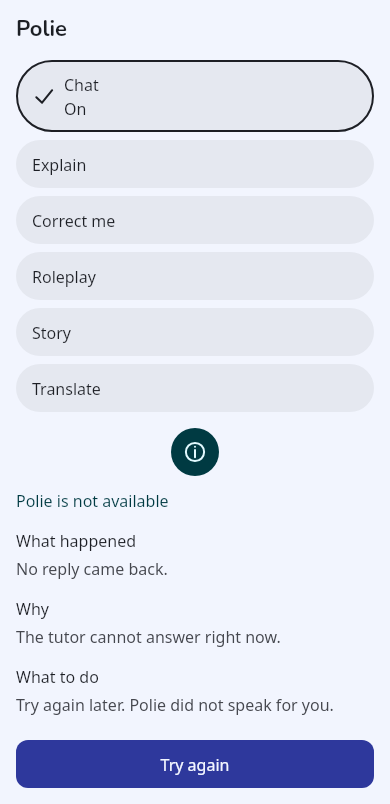 Polie
Chat
On
Explain
Correct me
Roleplay
Story
Translate
Polie is not available
What happened
No reply came back.
Why
The tutor cannot answer right now.
What to do
Try again later. Polie did not speak for you.
Try again